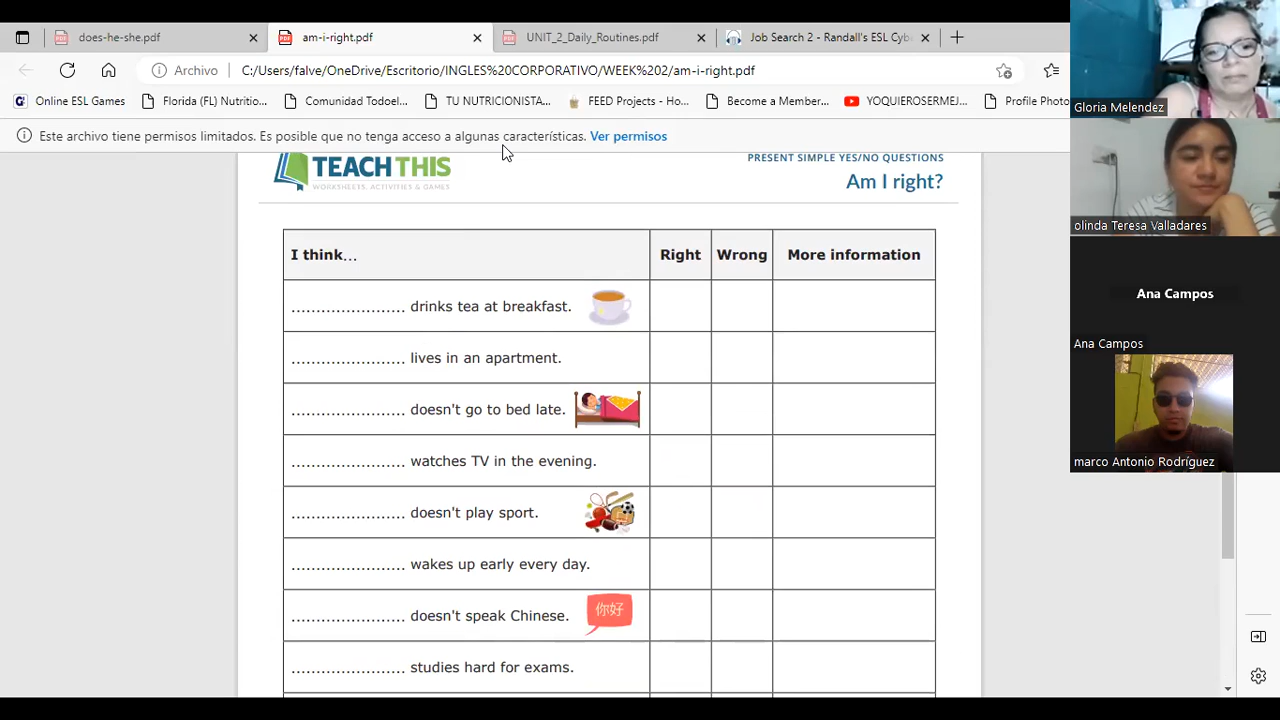 does-he-she.pdf
am-i-right.pdf
UNIT_2_Daily_Routines.pdf
Job Search 2 - Randall's ESL Cyb
Archivo
C:/Users/falve/OneDrive/Escritorio/INGLES%20CORPORATIVO/WEEK%202/am-i-right.pdf
Online ESL Games
Florida (FL) Nutritio...
Comunidad Todoel...
TU NUTRICIONISTA...
FEED Projects - Ho...
Become a Member...
YOQUIEROSERMEJ...
Profile Photo
Este archivo tiene permisos limitados. Es posible que no tenga acceso a algunas características. Ver permisos
TEACH THIS
WORKSHEETS, ACTIVITIES & GAMES
PRESENT SIMPLE YES/NO QUESTIONS
Am I right?
I think... Right Wrong More information
....................... drinks tea at breakfast.
....................... lives in an apartment.
....................... doesn't go to bed late.
....................... watches TV in the evening.
....................... doesn't play sport.
....................... wakes up early every day.
....................... doesn't speak Chinese.
你好
....................... studies hard for exams.
Gloria Melendez
olinda Teresa Valladares
Ana Campos
Ana Campos
marco Antonio Rodríguez